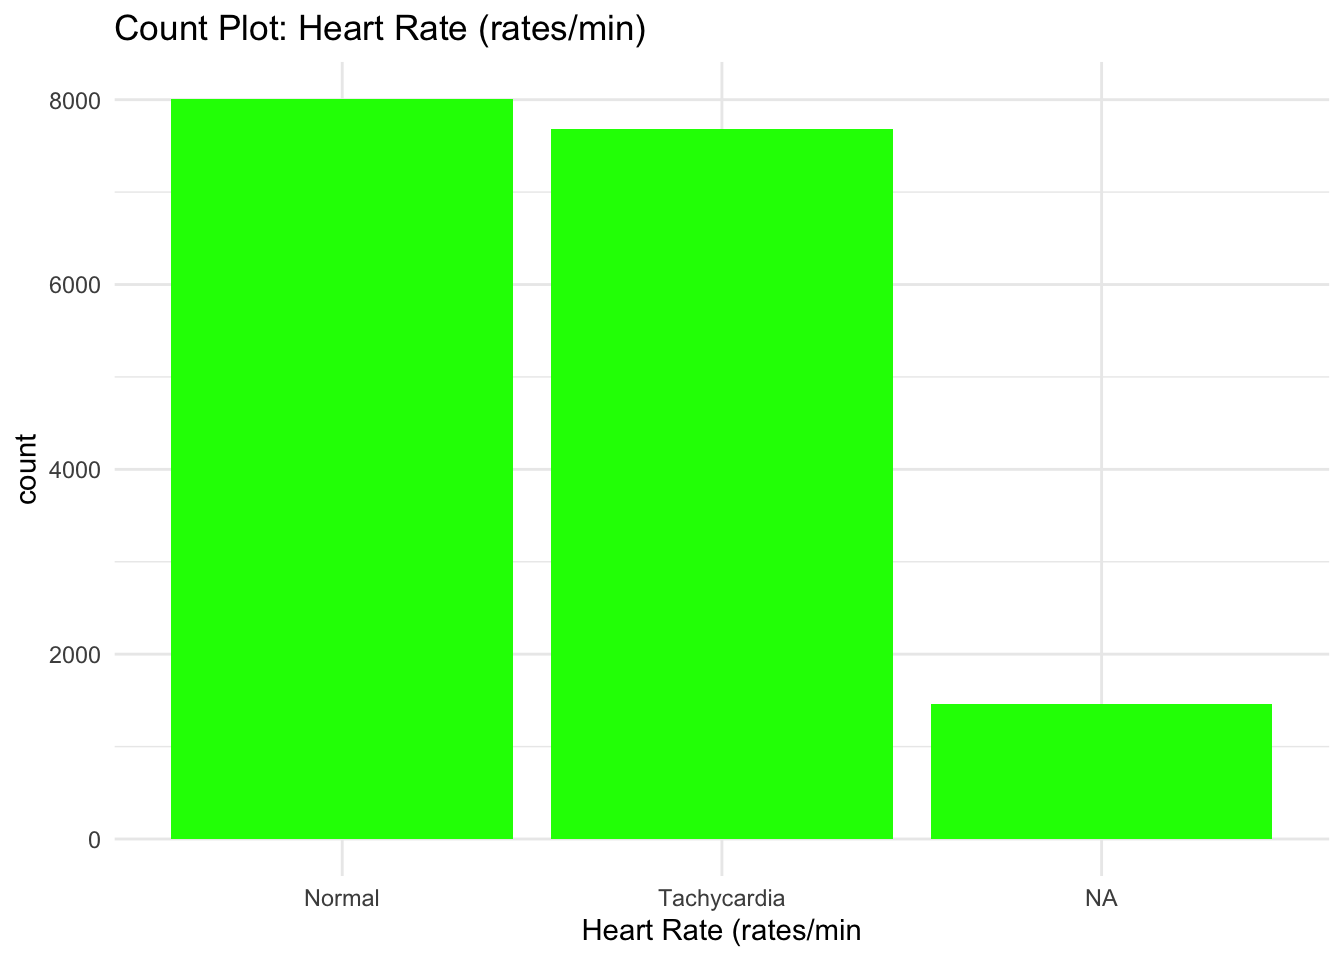 Count Plot: Heart Rate (rates/min)
8000
6000
4000
2000
0
count
Normal Tachycardia NA
Heart Rate (rates/min